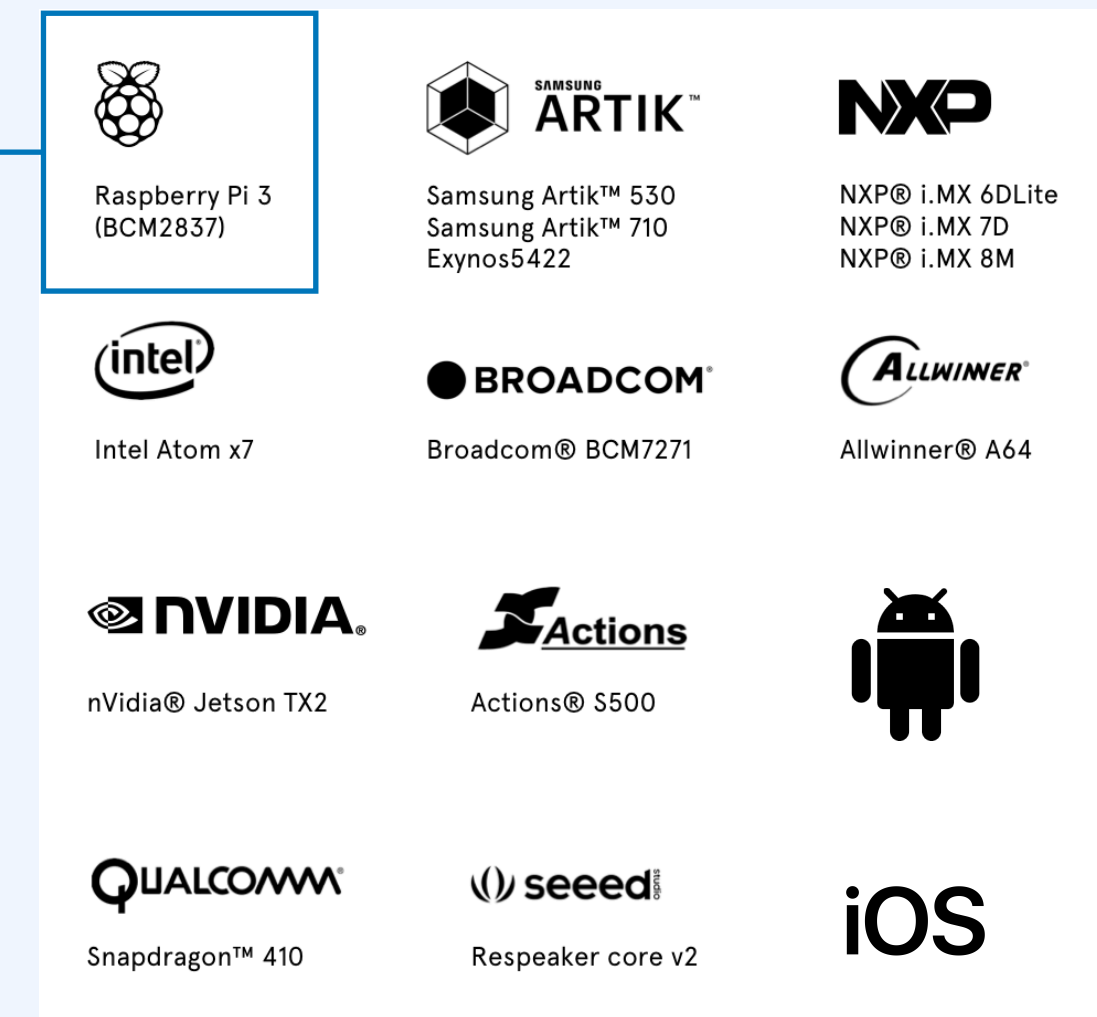 Raspberry Pi 3
(BCM2837)
SAMSUNG
ARTIK™
Samsung Artik™ 530
Samsung Artik™ 710
Exynos5422
NXP
NXP® i.MX 6DLite
NXP® i.MX 7D
NXP® i.MX 8M
intel®
Intel Atom x7
BROADCOM®
Broadcom® BCM7271
ALLWINNER®
Allwinner® A64
NVIDIA®
nVidia® Jetson TX2
Actions
Actions® S500
QUALCOMM®
Snapdragon™ 410
seeed studio
Respeaker core v2
iOS